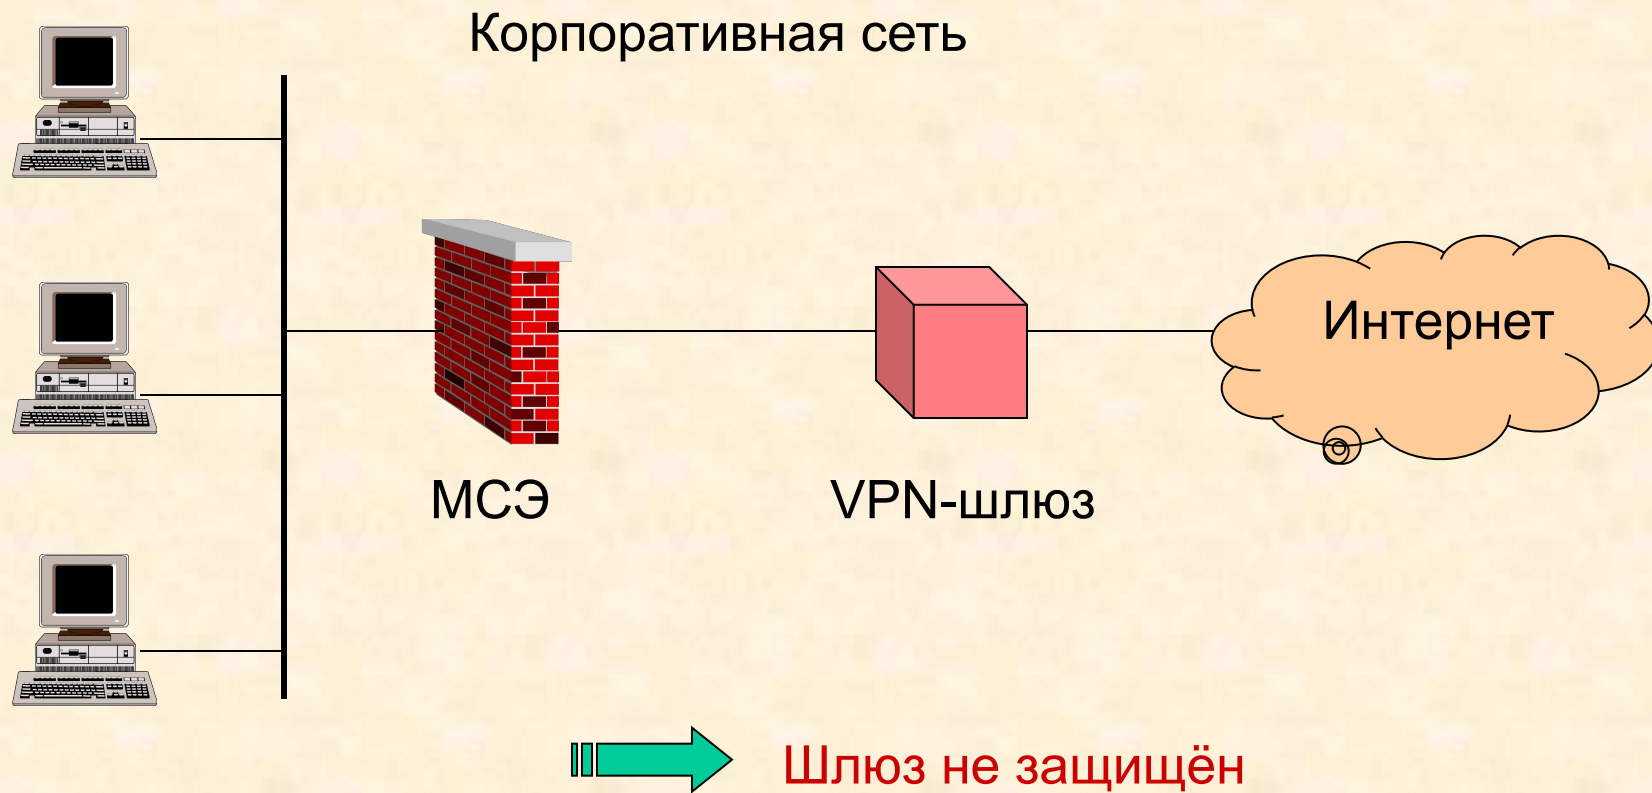 Корпоративная сеть
Интернет
МСЭ
VPN-шлюз
Шлюз не защищён